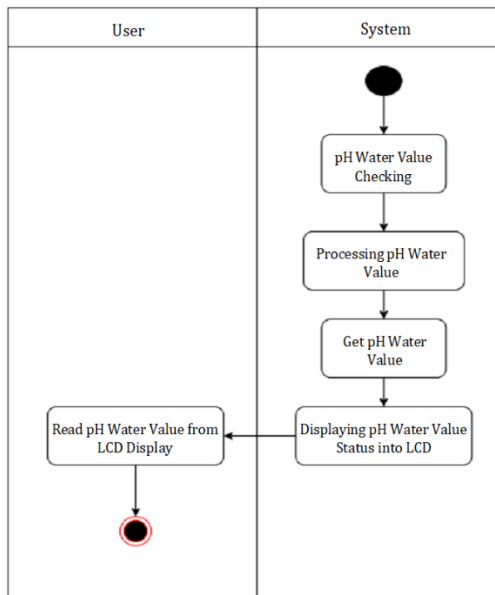 User
System
pH Water Value
Checking
Processing pH Water
Value
Get pH Water
Value
Displaying pH Water Value
Status into LCD
Read pH Water Value from
LCD Display